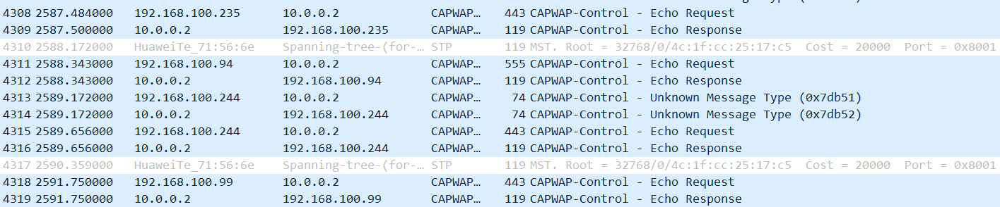 4308 2587.484000 192.168.100.235 10.0.0.2 CAPWAP… 443 CAPWAP-Control - Echo Request
4309 2587.500000 10.0.0.2 192.168.100.235 CAPWAP… 119 CAPWAP-Control - Echo Response
4310 2588.172000 HuaweiTe_71:56:6e Spanning-tree-(for-… STP 119 MST. Root = 32768/0/4c:1f:cc:25:17:c5 Cost = 20000 Port = 0x8001
4311 2588.343000 192.168.100.94 10.0.0.2 CAPWAP… 555 CAPWAP-Control - Echo Request
4312 2588.343000 10.0.0.2 192.168.100.94 CAPWAP… 119 CAPWAP-Control - Echo Response
4313 2589.172000 192.168.100.244 10.0.0.2 CAPWAP… 74 CAPWAP-Control - Unknown Message Type (0x7db51)
4314 2589.172000 10.0.0.2 192.168.100.244 CAPWAP… 74 CAPWAP-Control - Unknown Message Type (0x7db52)
4315 2589.656000 192.168.100.244 10.0.0.2 CAPWAP… 443 CAPWAP-Control - Echo Request
4316 2589.656000 10.0.0.2 192.168.100.244 CAPWAP… 119 CAPWAP-Control - Echo Response
4317 2590.359000 HuaweiTe_71:56:6e Spanning-tree-(for-… STP 119 MST. Root = 32768/0/4c:1f:cc:25:17:c5 Cost = 20000 Port = 0x8001
4318 2591.750000 192.168.100.99 10.0.0.2 CAPWAP… 443 CAPWAP-Control - Echo Request
4319 2591.750000 10.0.0.2 192.168.100.99 CAPWAP… 119 CAPWAP-Control - Echo Response